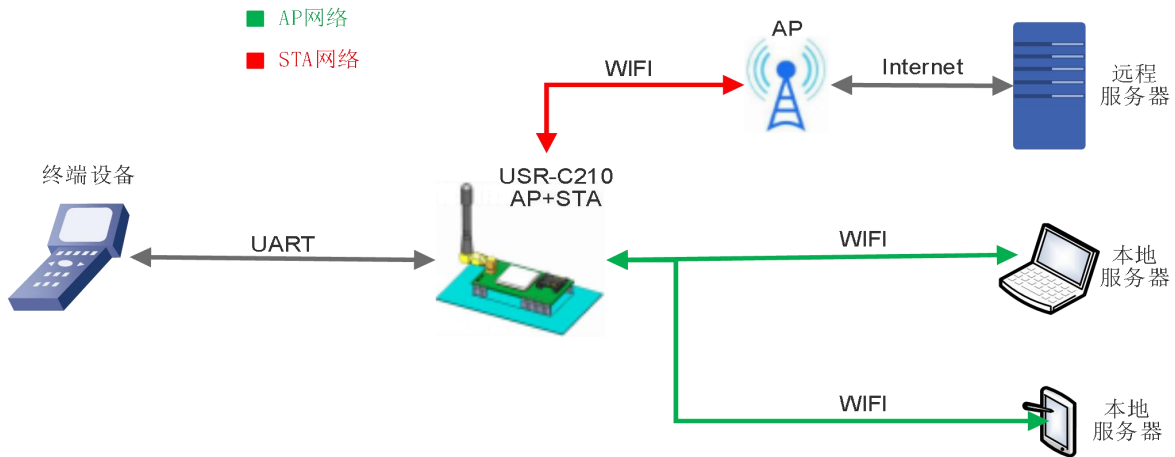 AP网络
STA网络
AP
WIFI
Internet
远程
服务器
终端设备
USR-C210
AP+STA
UART
WIFI
本地
服务器
WIFI
本地
服务器